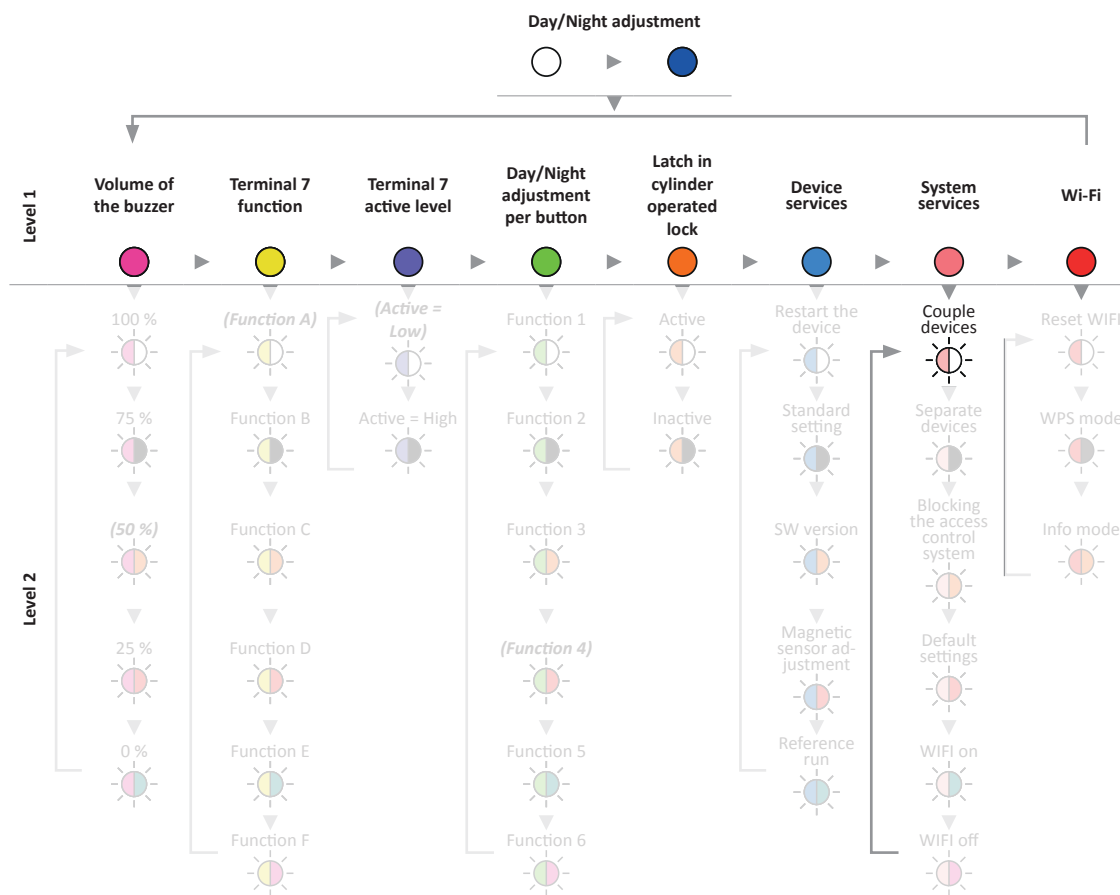 Day/Night adjustment
Level 1
Volume of
the buzzer
Terminal 7
function
Terminal 7
active level
Day/Night
adjustment
per button
Latch in
cylinder
operated
lock
Device
services
System
services
Wi-Fi
Level 2
100 %
75 %
(50 %)
25 %
0 %
(Function A)
Function B
Function C
Function D
Function E
Function F
(Active =
Low)
Active = High
Function 1
Function 2
Function 3
(Function 4)
Function 5
Function 6
Active
Inactive
Restart the
device
Standard
setting
SW version
Magnetic
sensor ad-
justment
Reference
run
Couple
devices
Separate
devices
Blocking
the access
control
system
Default
settings
WIFI on
WIFI off
Reset WIFI
WPS mode
Info mode